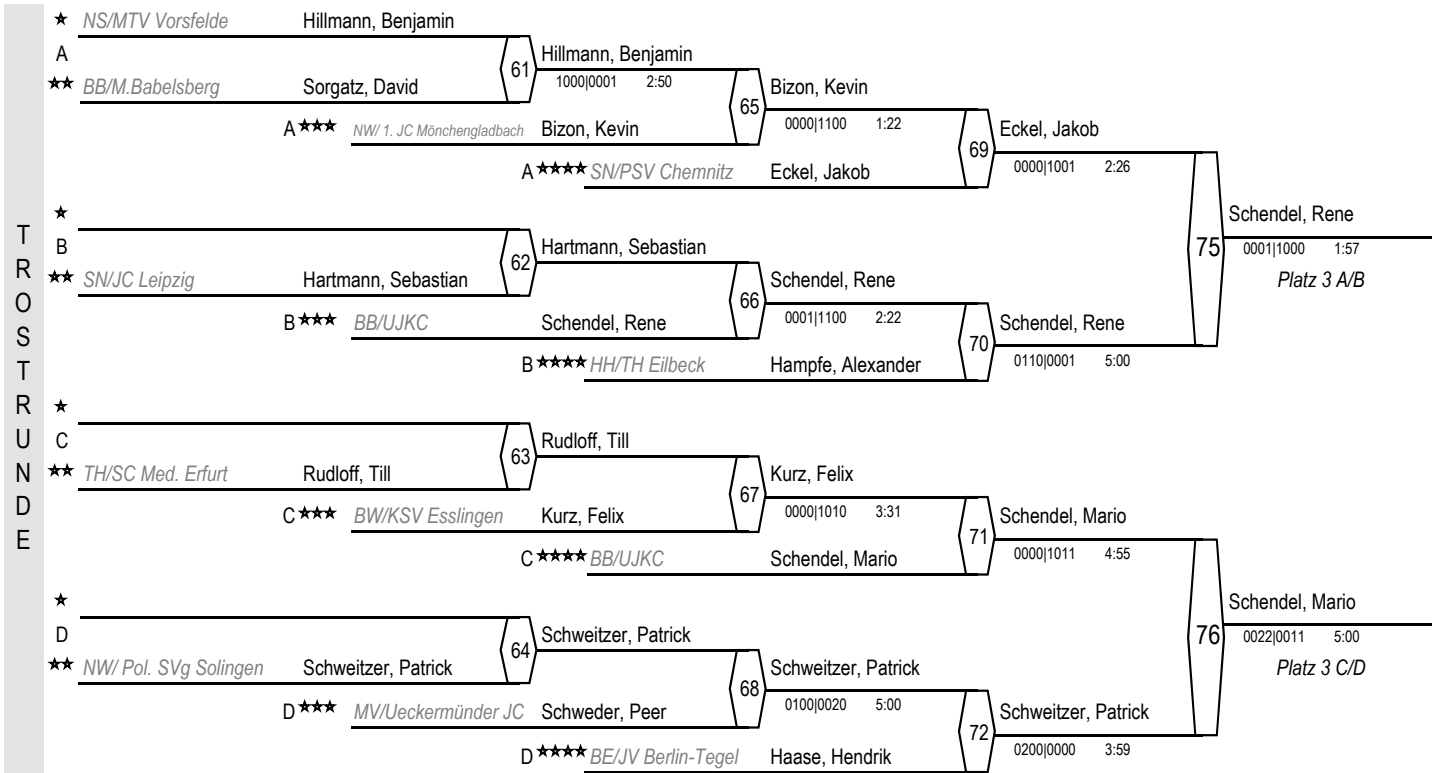 TROSTRUNDE
★ NS/MTV Vorsfelde Hillmann, Benjamin
A
61 Hillmann, Benjamin
1000|0001 2:50
★★ BB/M.Babelsberg Sorgatz, David
65 Bizon, Kevin
0000|1100 1:22
A★★★ NW/ 1. JC Mönchengladbach Bizon, Kevin
69 Eckel, Jakob
0000|1001 2:26
A★★★★ SN/PSV Chemnitz Eckel, Jakob
★
B
75 Schendel, Rene
0001|1000 1:57
Platz 3 A/B
62 Hartmann, Sebastian
★★ SN/JC Leipzig Hartmann, Sebastian
66 Schendel, Rene
0001|1100 2:22
B★★★ BB/UJKC Schendel, Rene
70 Schendel, Rene
0110|0001 5:00
B★★★★ HH/TH Eilbeck Hampfe, Alexander
★
C
63 Rudloff, Till
★★ TH/SC Med. Erfurt Rudloff, Till
67 Kurz, Felix
0000|1010 3:31
C★★★ BW/KSV Esslingen Kurz, Felix
71 Schendel, Mario
0000|1011 4:55
C★★★★ BB/UJKC Schendel, Mario
★
D
76 Schendel, Mario
0022|0011 5:00
Platz 3 C/D
64 Schweitzer, Patrick
★★ NW/ Pol. SVg Solingen Schweitzer, Patrick
68 Schweitzer, Patrick
0100|0020 5:00
D★★★ MV/Ueckermünder JC Schweder, Peer
72 Schweitzer, Patrick
0200|0000 3:59
D★★★★ BE/JV Berlin-Tegel Haase, Hendrik